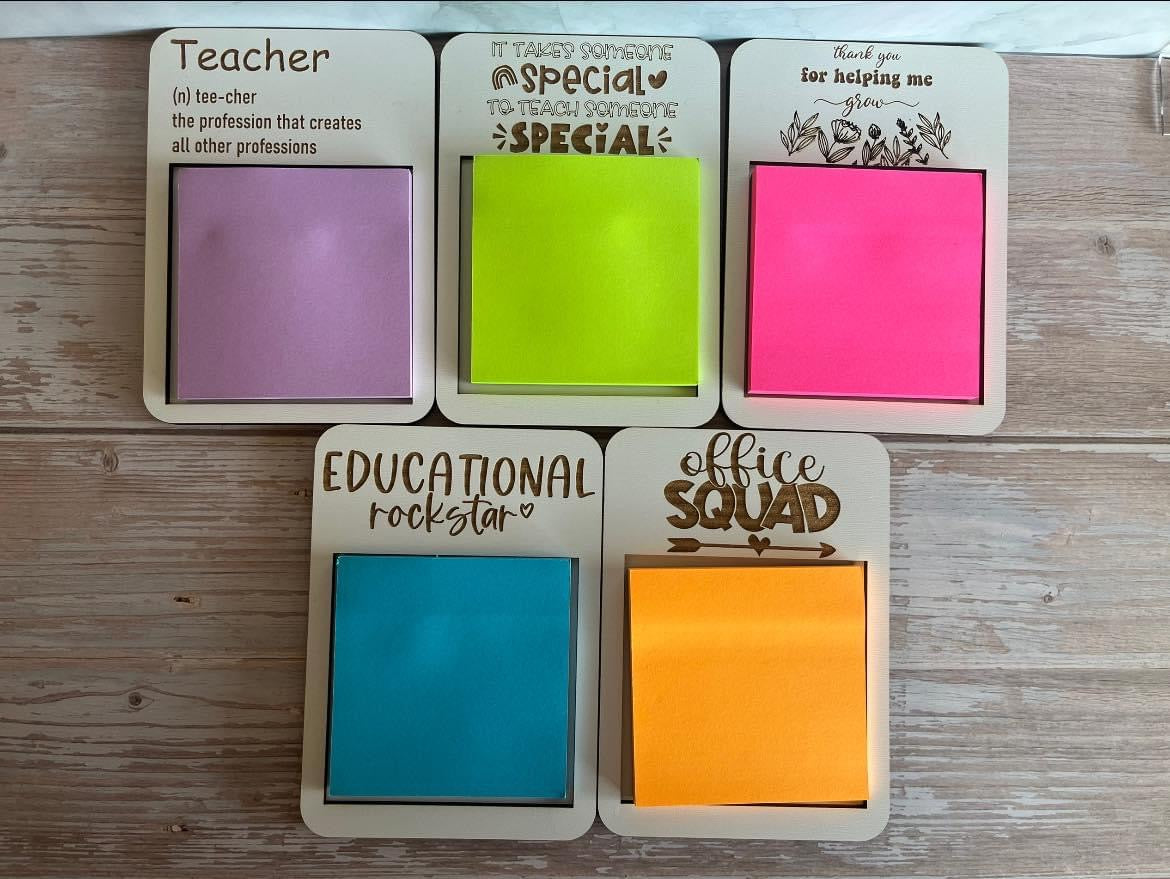 Teacher
(n) tee-cher
the profession that creates
all other professions
IT TAKES SOMEONE
SPECIAL
TO TEACH SOMEONE
SPECIAL
thank you
for helping me
grow
EDUCATIONAL
rockstar
office
SQUAD